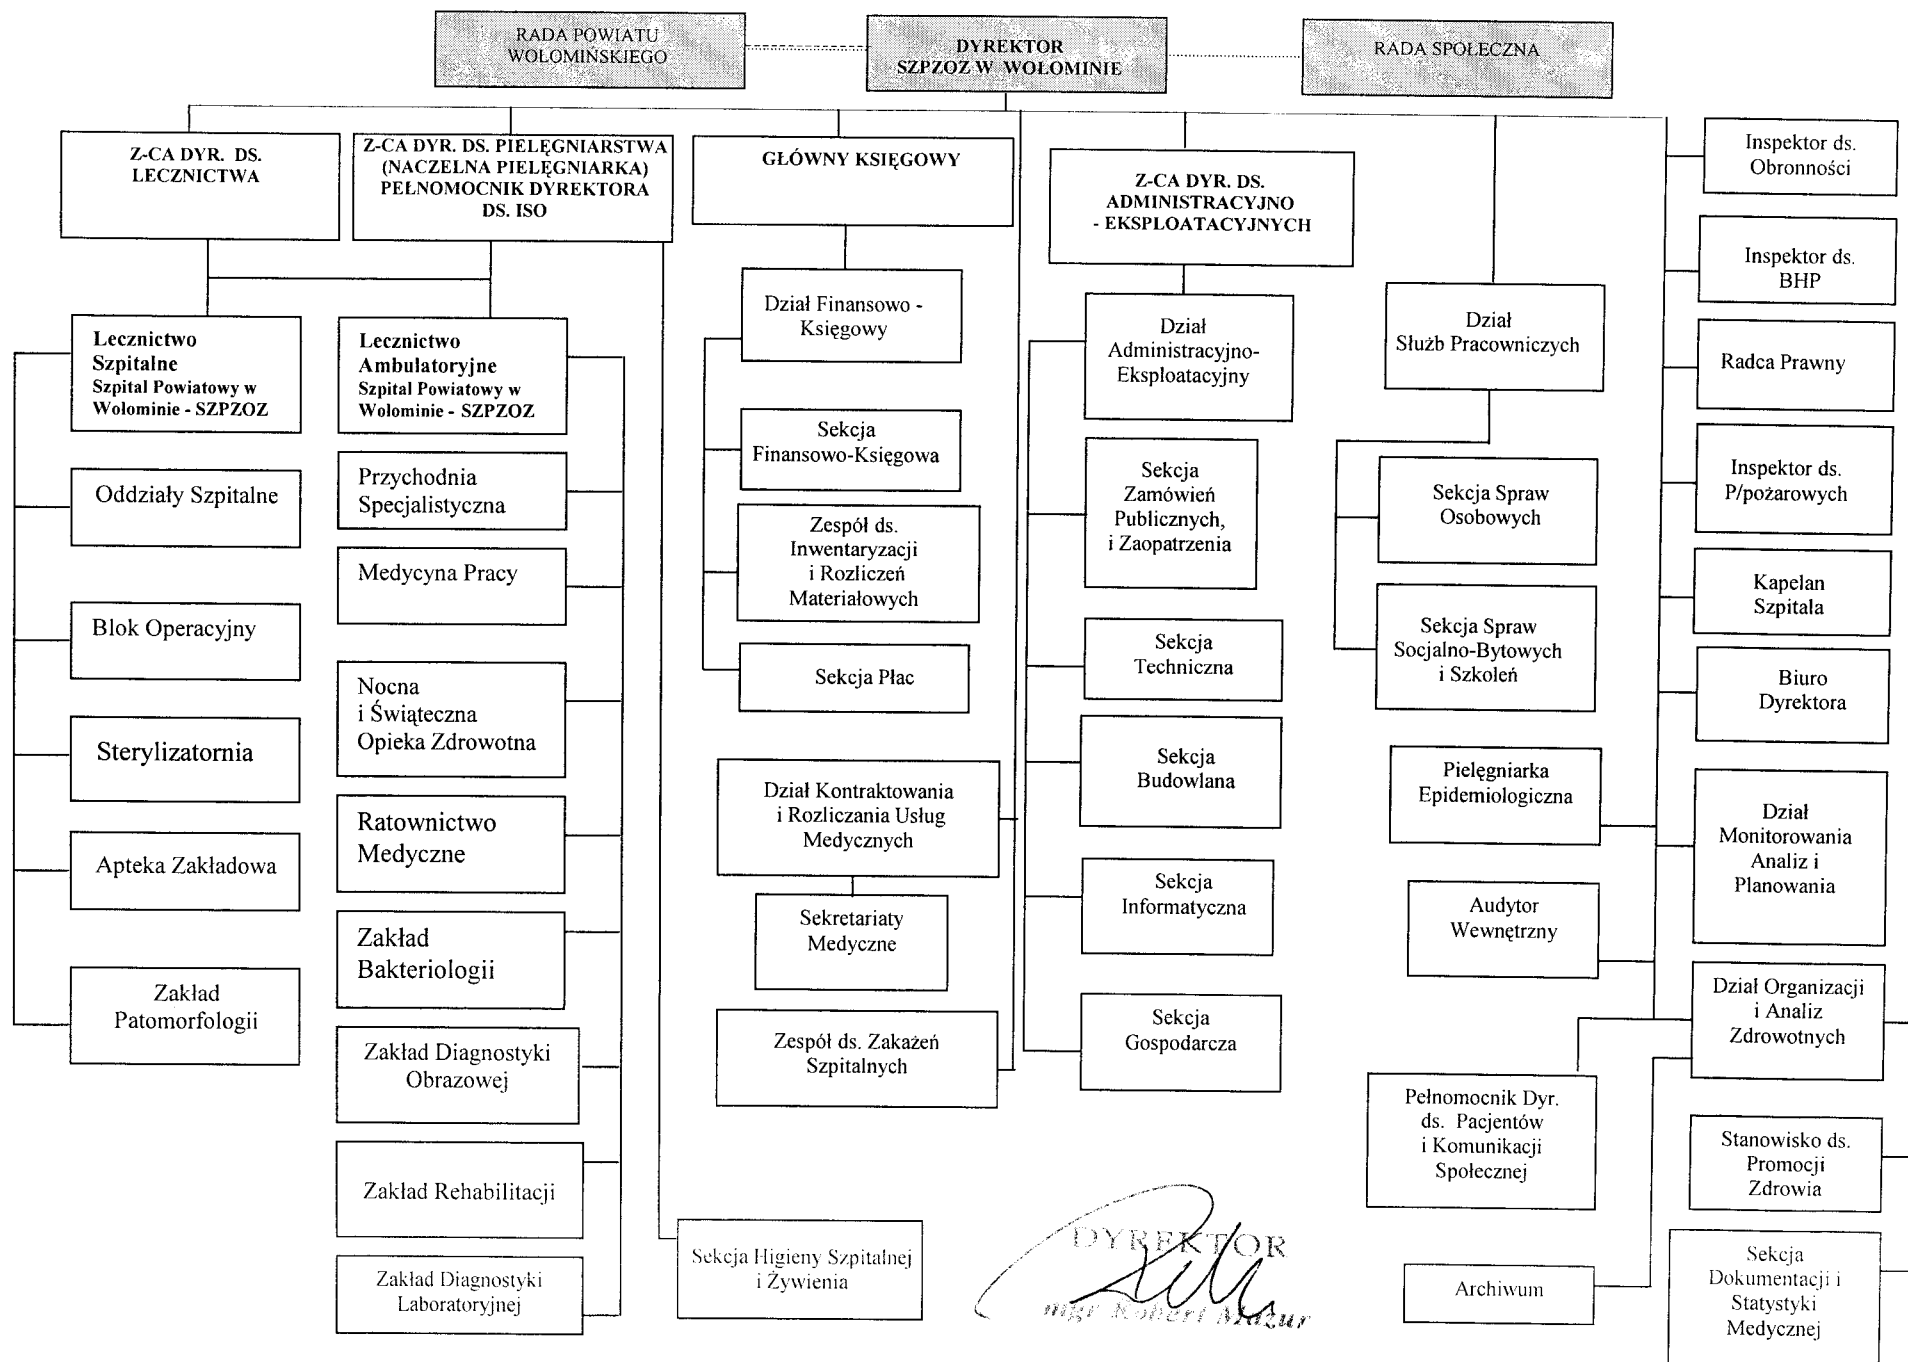 RADA POWIATU
WOŁOMIŃSKIEGO
DYREKTOR
SZPZOZ W WOŁOMINIE
RADA SPOŁECZNA
Z-CA DYR. DS.
LECZNICTWA
Z-CA DYR. DS. PIELĘGNIARSTWA
(NACZELNA PIELĘGNIARKA)
PEŁNOMOCNIK DYREKTORA
DS. ISO
GŁÓWNY KSIĘGOWY
Z-CA DYR. DS.
ADMINISTRACYJNO
- EKSPLOATACYJNYCH
Lecznictwo
Szpitalne
Szpital Powiatowy w
Wołominie - SZPZOZ
Oddziały Szpitalne
Blok Operacyjny
Sterylizatornia
Apteka Zakładowa
Zakład
Patomorfologii
Lecznictwo
Ambulatoryjne
Szpital Powiatowy w
Wołominie - SZPZOZ
Przychodnia
Specjalistyczna
Medycyna Pracy
Nocna
i Świąteczna
Opieka Zdrowotna
Ratownictwo
Medyczne
Zakład
Bakteriologii
Zakład Diagnostyki
Obrazowej
Zakład Rehabilitacji
Zakład Diagnostyki
Laboratoryjnej
Sekcja Higieny Szpitalnej
i Żywienia
Dział Finansowo -
Księgowy
Sekcja
Finansowo-Księgowa
Zespół ds.
Inwentaryzacji
i Rozliczeń
Materiałowych
Sekcja Płac
Dział Kontraktowania
i Rozliczania Usług
Medycznych
Sekretariaty
Medyczne
Zespół ds. Zakażeń
Szpitalnych
Dział
Administracyjno-
Eksploatacyjny
Sekcja
Zamówień
Publicznych,
i Zaopatrzenia
Sekcja
Techniczna
Sekcja
Budowlana
Sekcja
Informatyczna
Sekcja
Gospodarcza
Dział
Służb Pracowniczych
Sekcja Spraw
Osobowych
Sekcja Spraw
Socjalno-Bytowych
i Szkoleń
Pielęgniarka
Epidemiologiczna
Audytor
Wewnętrzny
Pełnomocnik Dyr.
ds. Pacjentów
i Komunikacji
Społecznej
Archiwum
Inspektor ds.
Obronności
Inspektor ds.
BHP
Radca Prawny
Inspektor ds.
P/pożarowych
Kapelan
Szpitala
Biuro
Dyrektora
Dział
Monitorowania
Analiz i
Planowania
Dział Organizacji
i Analiz
Zdrowotnych
Stanowisko ds.
Promocji
Zdrowia
Sekcja
Dokumentacji i
Statystyki
Medycznej
DYREKTOR
mgr Robert Mazur